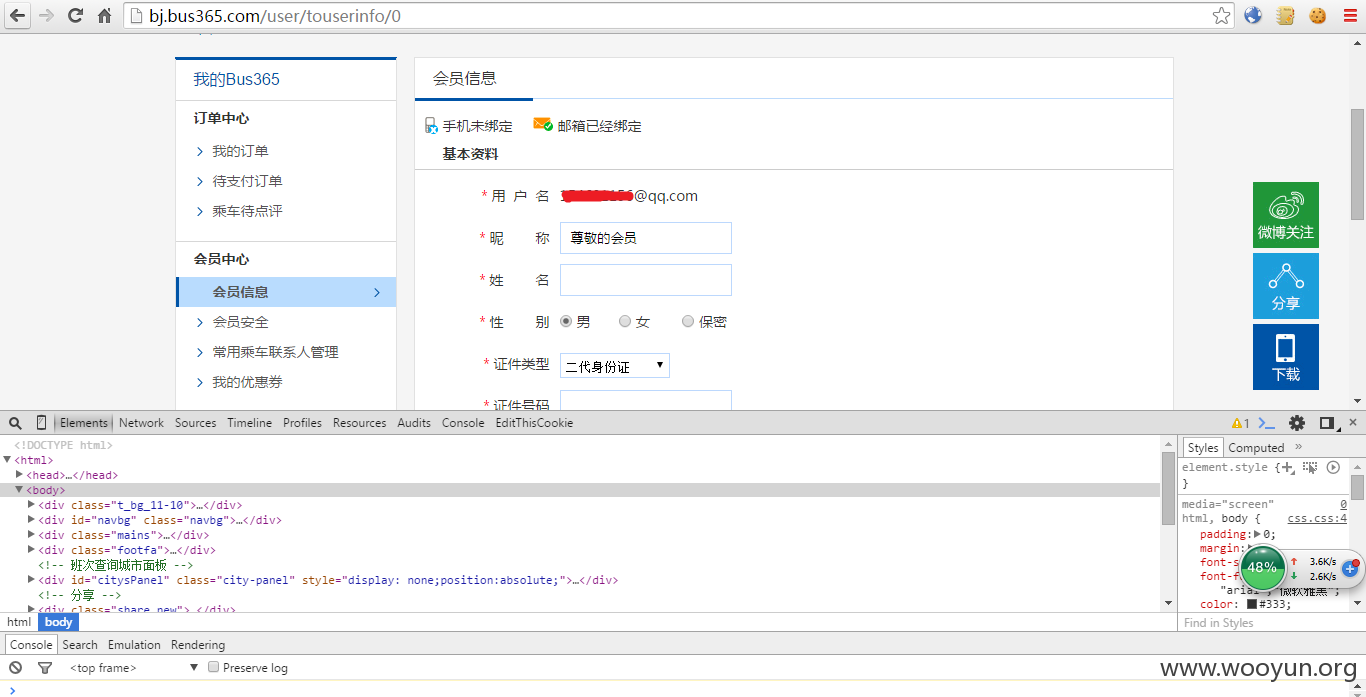 bj.bus365.com/user/touserinfo/0
我的Bus365
订单中心
我的订单
待支付订单
乘车待点评
会员中心
会员信息
会员安全
常用乘车联系人管理
我的优惠券
会员信息
手机未绑定 邮箱已经绑定
基本资料
* 用 户 名 @qq.com
* 昵 称 尊敬的会员
* 姓 名
* 性 别 男 女 保密
* 证件类型 二代身份证
* 证件号码
微博关注
分享
下载
Elements Network Sources Timeline Profiles Resources Audits Console EditThisCookie
1
<!DOCTYPE html>
<html>
<head>…</head>
<body>
<div class="t_bg_11-10">…</div>
<div id="navbg" class="navbg">…</div>
<div class="mains">…</div>
<div class="footfa">…</div>
<!-- 班次查询城市面板 -->
<div id="citysPanel" class="city-panel" style="display: none;position:absolute;">…</div>
<!-- 分享 -->
<div class="share_new">…</div>
html body
Styles Computed »
element.style {
}
media="screen" 0
html, body { css.css:4
padding: 0;
margin:
font-s
font-f
"arial", "微软雅黑";
color: #333;
48%
3.6K/s
2.6K/s
Find in Styles
Console Search Emulation Rendering
<top frame> Preserve log
www.wooyun.org